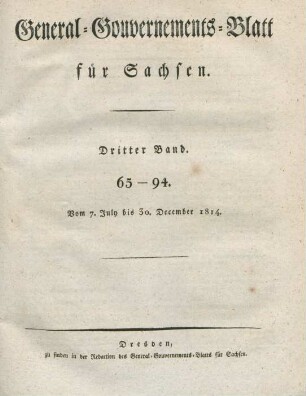 General-Gouvernements-Blatt
für Sachsen.
Dritter Band.
65 – 94.
Vom 7. July bis 30. December 1814.
Dresden,
zu finden in der Redaction des General-Gouvernements-Blatts für Sachsen.